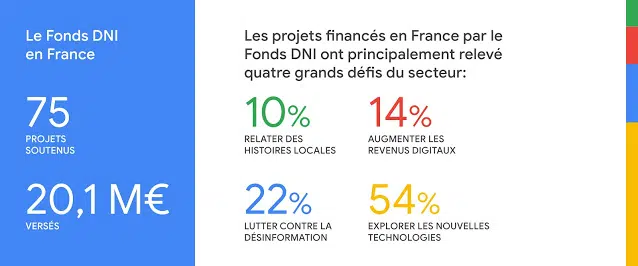 Le Fonds DNI
en France
75
PROJETS
SOUTENUS
20,1 M€
VERSÉS
Les projets financés en France par le
Fonds DNI ont principalement relevé
quatre grands défis du secteur:
10%
RELATER DES
HISTOIRES LOCALES
14%
AUGMENTER LES
REVENUS DIGITAUX
22%
LUTTER CONTRE LA
DÉSINFORMATION
54%
EXPLORER LES NOUVELLES
TECHNOLOGIES